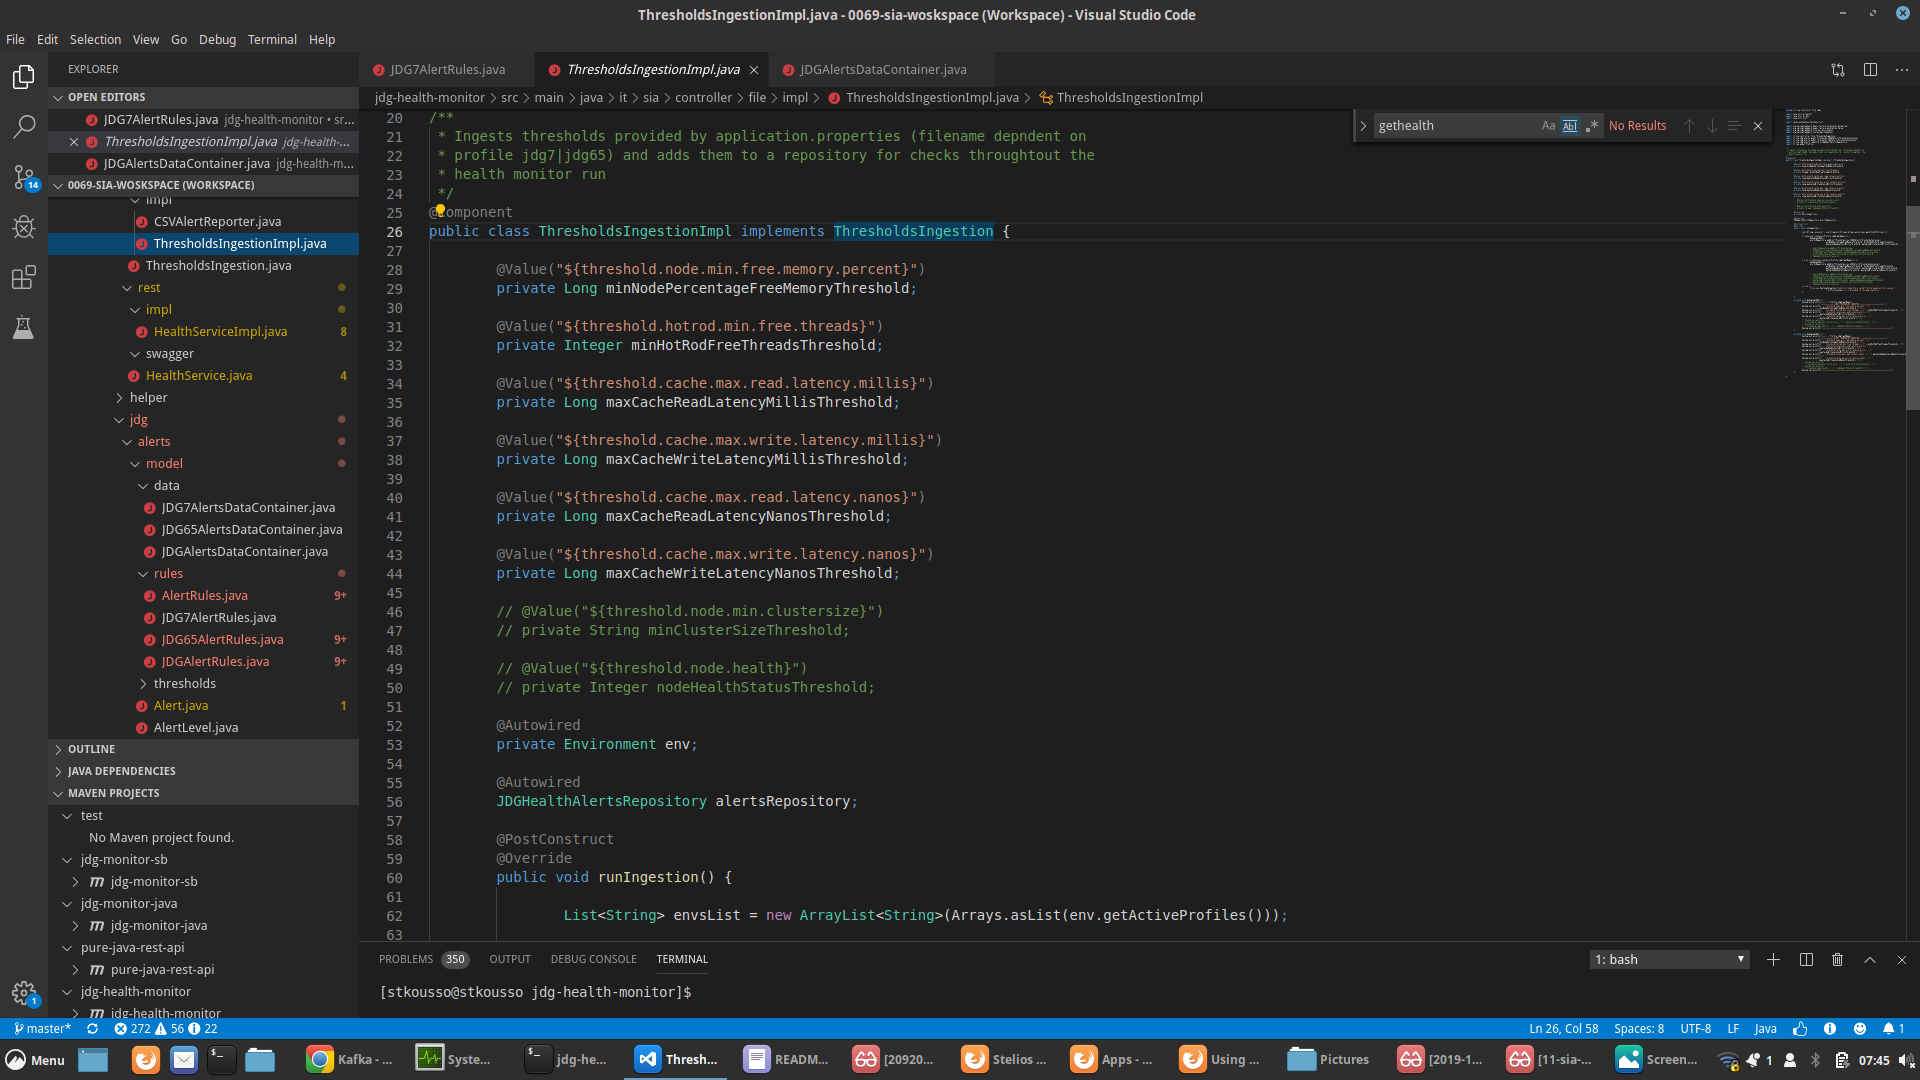 ThresholdsIngestionImpl.java - 0069-sia-woskspace (Workspace) - Visual Studio Code
File Edit Selection View Go Debug Terminal Help
EXPLORER
OPEN EDITORS
JDG7AlertRules.java jdg-health-monitor • sr...
ThresholdsIngestionImpl.java jdg-health-...
JDGAlertsDataContainer.java jdg-health-m...
0069-SIA-WOSKSPACE (WORKSPACE)
impl
CSVAlertReporter.java
ThresholdsIngestionImpl.java
ThresholdsIngestion.java
rest
impl
HealthServiceImpl.java 8
swagger
HealthService.java 4
helper
jdg
alerts
model
data
JDG7AlertsDataContainer.java
JDG65AlertsDataContainer.java
JDGAlertsDataContainer.java
rules
AlertRules.java 9+
JDG7AlertRules.java
JDG65AlertRules.java 9+
JDGAlertRules.java 9+
thresholds
Alert.java 1
AlertLevel.java
OUTLINE
JAVA DEPENDENCIES
MAVEN PROJECTS
test
No Maven project found.
jdg-monitor-sb
jdg-monitor-sb
jdg-monitor-java
jdg-monitor-java
pure-java-rest-api
pure-java-rest-api
jdg-health-monitor
jdg-health-monitor
14
1
JDG7AlertRules.java ThresholdsIngestionImpl.java JDGAlertsDataContainer.java
jdg-health-monitor > src > main > java > it > sia > controller > file > impl > ThresholdsIngestionImpl.java > ThresholdsIngestionImpl
gethealth Aa Abl .* No Results
20 /**
21 * Ingests thresholds provided by application.properties (filename depndent on
22 * profile jdg7|jdg65) and adds them to a repository for checks throughtout the
23 * health monitor run
24 */
25 @Component
26 public class ThresholdsIngestionImpl implements ThresholdsIngestion {
27
28 @Value("${threshold.node.min.free.memory.percent}")
29 private Long minNodePercentageFreeMemoryThreshold;
30
31 @Value("${threshold.hotrod.min.free.threads}")
32 private Integer minHotRodFreeThreadsThreshold;
33
34 @Value("${threshold.cache.max.read.latency.millis}")
35 private Long maxCacheReadLatencyMillisThreshold;
36
37 @Value("${threshold.cache.max.write.latency.millis}")
38 private Long maxCacheWriteLatencyMillisThreshold;
39
40 @Value("${threshold.cache.max.read.latency.nanos}")
41 private Long maxCacheReadLatencyNanosThreshold;
42
43 @Value("${threshold.cache.max.write.latency.nanos}")
44 private Long maxCacheWriteLatencyNanosThreshold;
45
46 // @Value("${threshold.node.min.clustersize}")
47 // private String minClusterSizeThreshold;
48
49 // @Value("${threshold.node.health}")
50 // private Integer nodeHealthStatusThreshold;
51
52 @Autowired
53 private Environment env;
54
55 @Autowired
56 JDGHealthAlertsRepository alertsRepository;
57
58 @PostConstruct
59 @Override
60 public void runIngestion() {
61
62 List<String> envsList = new ArrayList<String>(Arrays.asList(env.getActiveProfiles()));
63
PROBLEMS 350 OUTPUT DEBUG CONSOLE TERMINAL 1: bash
[stkousso@stkousso jdg-health-monitor]$
master* 272 56 22 Ln 26, Col 58 Spaces: 8 UTF-8 LF Java 1
Menu Kafka - ... Syste... jdg-he... Thresh... READM... [20920... Stelios ... Apps - ... Using ... Pictures [2019-1... [11-sia-... Screen... 1 07:45